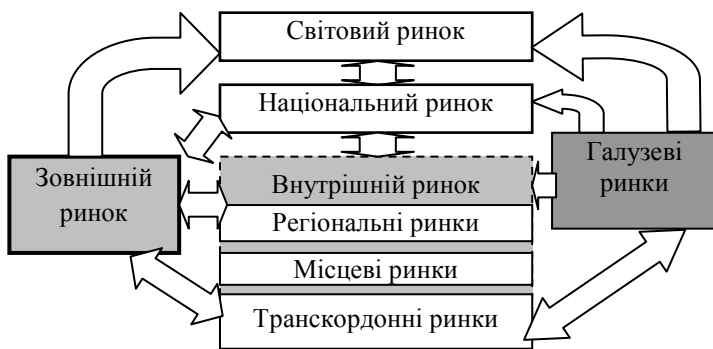 Світовий ринок
Національний ринок
Зовнішній
ринок
Внутрішній ринок
Галузеві
ринки
Регіональні ринки
Місцеві ринки
Транскордонні ринки